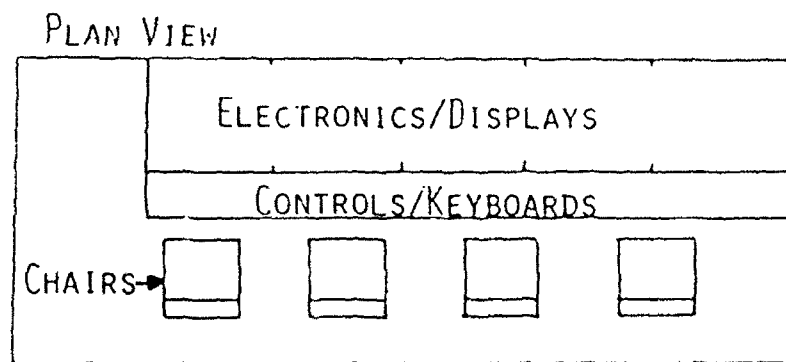 PLAN VIEW
ELECTRONICS/DISPLAYS
CONTROLS/KEYBOARDS
CHAIRS